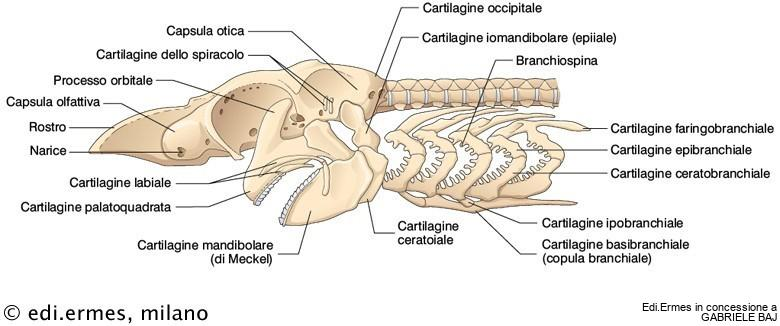 Cartilagine occipitale
Capsula otica
Cartilagine iomandibolare (epiiale)
Cartilagine dello spiracolo
Branchiospina
Processo orbitale
Capsula olfattiva
Rostro
Cartilagine faringobranchiale
Narice
Cartilagine epibranchiale
Cartilagine ceratobranchiale
Cartilagine labiale
Cartilagine palatoquadrata
Cartilagine ipobranchiale
Cartilagine
ceratoiale
Cartilagine mandibolare
(di Meckel)
Cartilagine basibranchiale
(copula branchiale)
© edi.ermes, milano
Edi.Ermes in concessione a
GABRIELE BAJ